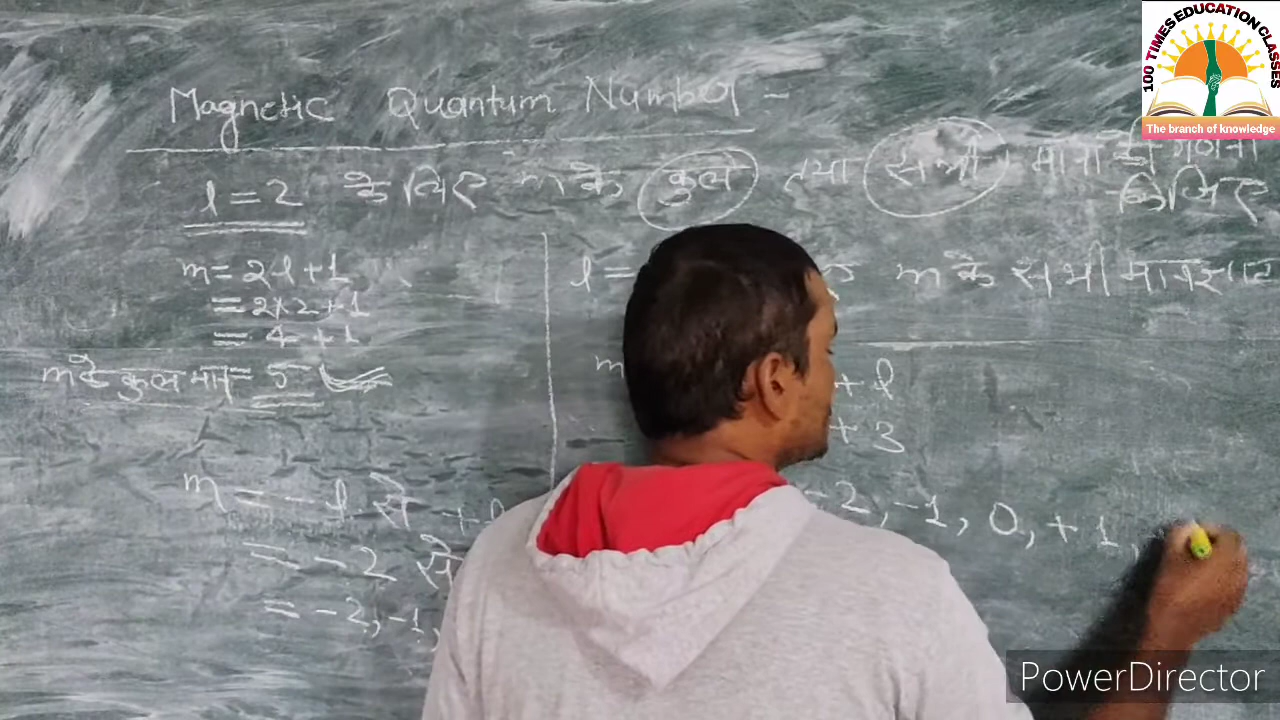 100 TIMES EDUCATION CLASSES
The branch of knowledge
Magnetic Quantum Number -
l = 2 के लिए m के कुल तथा सभी मानों की गणना
कीजिए
m = 2l+1
= 2×2+1
= 4+1
m के कुल मान = 5
m = -l से +l
= -2 से
= -2, -1,
l = m के सभी मान
m + l
+ 3
-2, -1, 0, +1,
PowerDirector